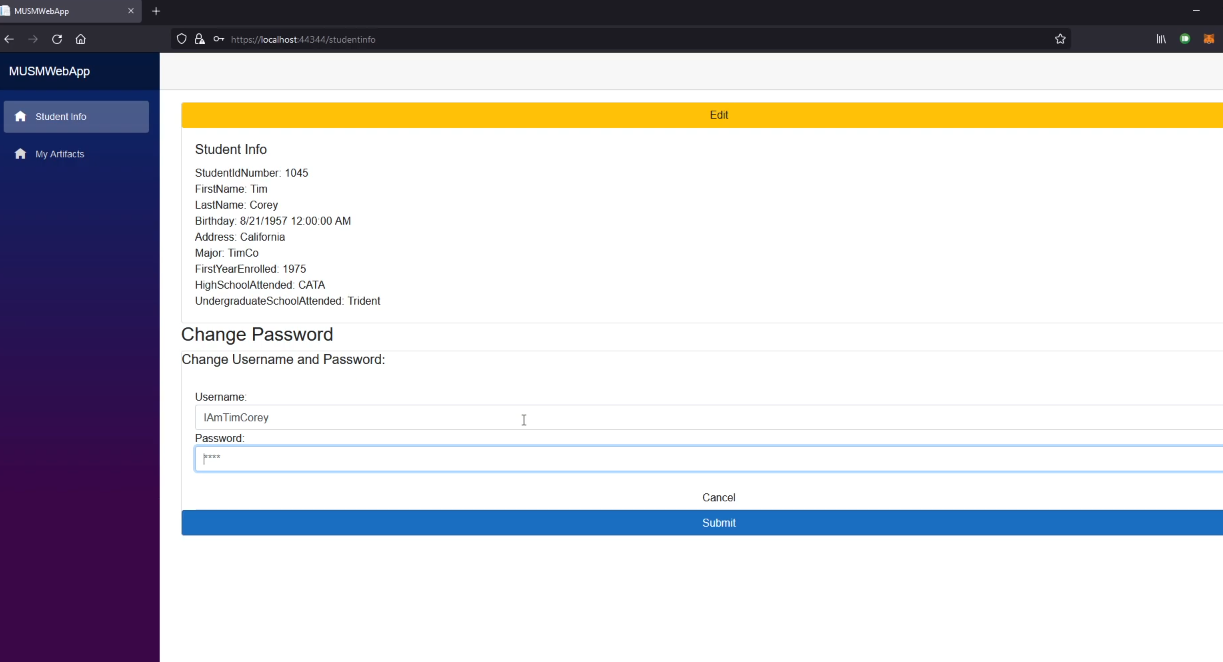 MUSMWebApp
https://localhost:44344/studentinfo
MUSMWebApp
Student Info
My Artifacts
Edit
Student Info
StudentIdNumber: 1045
FirstName: Tim
LastName: Corey
Birthday: 8/21/1957 12:00:00 AM
Address: California
Major: TimCo
FirstYearEnrolled: 1975
HighSchoolAttended: CATA
UndergraduateSchoolAttended: Trident
Change Password
Change Username and Password:
Username:
IAmTimCorey
Password:
****
Cancel
Submit